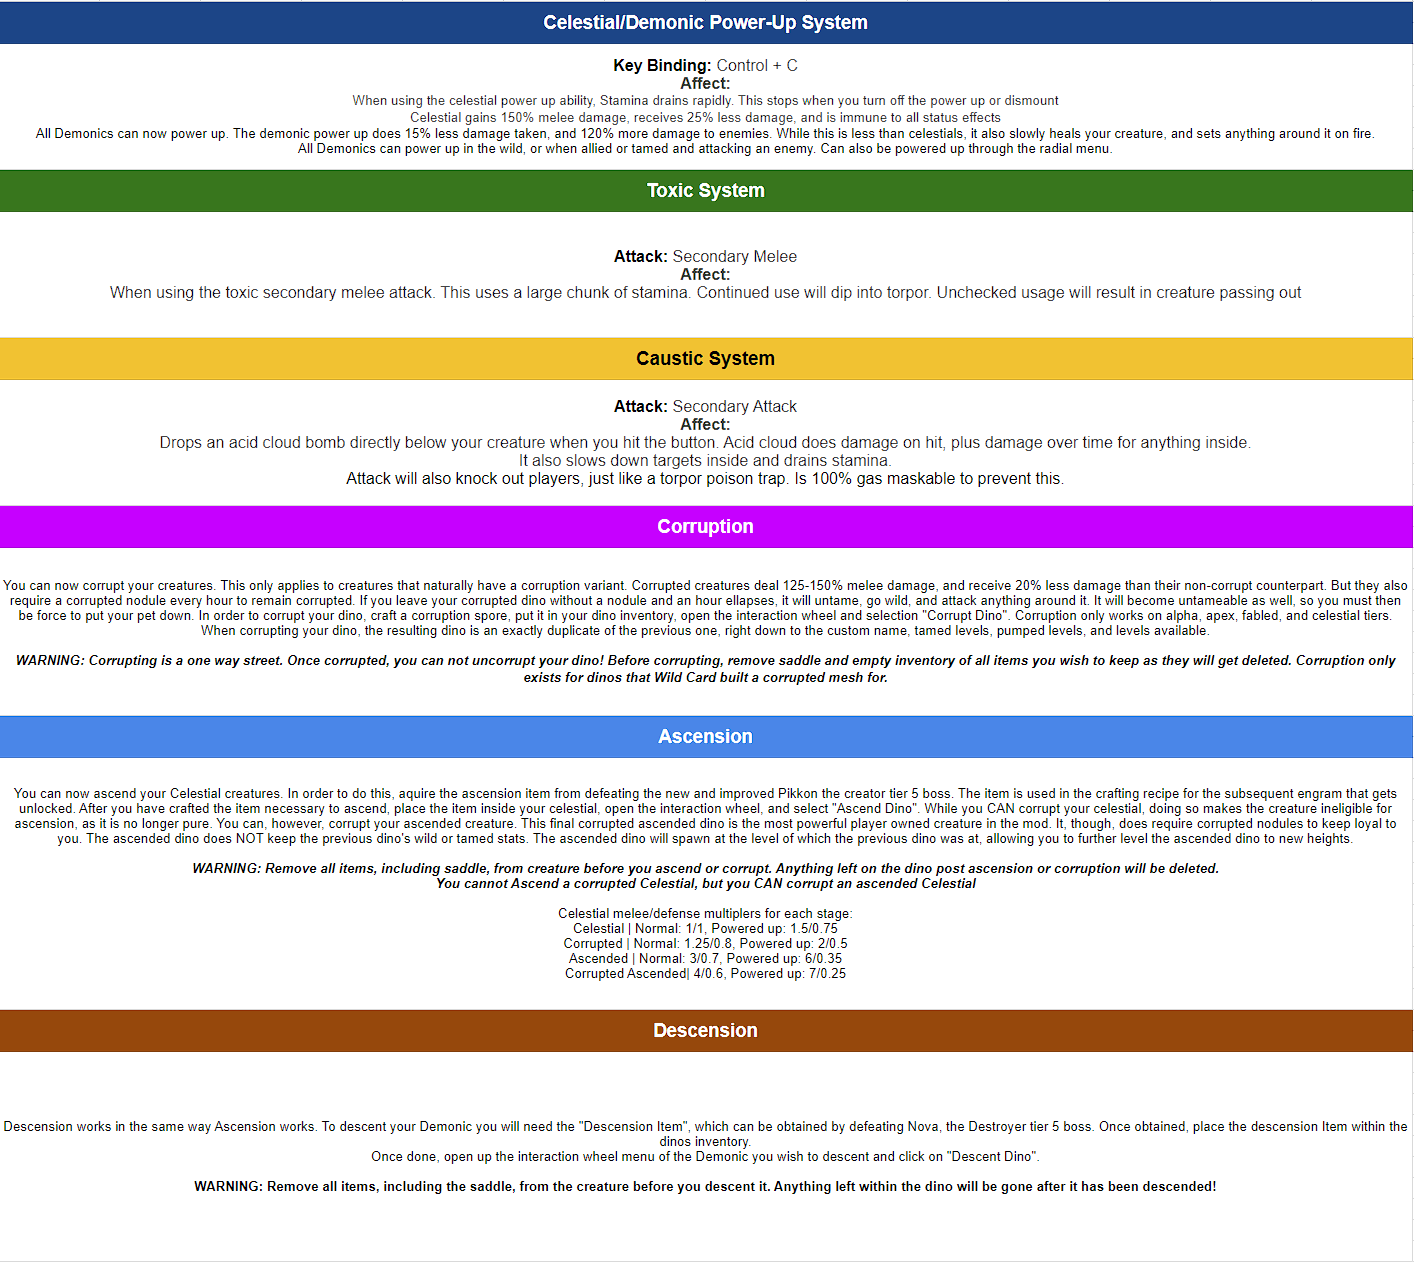 Celestial/Demonic Power-Up System
Key Binding: Control + C
Affect:
When using the celestial power up ability, Stamina drains rapidly. This stops when you turn off the power up or dismount
Celestial gains 150% melee damage, receives 25% less damage, and is immune to all status effects
All Demonics can now power up. The demonic power up does 15% less damage taken, and 120% more damage to enemies. While this is less than celestials, it also slowly heals your creature, and sets anything around it on fire.
All Demonics can power up in the wild, or when allied or tamed and attacking an enemy. Can also be powered up through the radial menu.
Toxic System
Attack: Secondary Melee
Affect:
When using the toxic secondary melee attack. This uses a large chunk of stamina. Continued use will dip into torpor. Unchecked usage will result in creature passing out
Caustic System
Attack: Secondary Attack
Affect:
Drops an acid cloud bomb directly below your creature when you hit the button. Acid cloud does damage on hit, plus damage over time for anything inside.
It also slows down targets inside and drains stamina.
Attack will also knock out players, just like a torpor poison trap. Is 100% gas maskable to prevent this.
Corruption
You can now corrupt your creatures. This only applies to creatures that naturally have a corruption variant. Corrupted creatures deal 125-150% melee damage, and receive 20% less damage than their non-corrupt counterpart. But they also
require a corrupted nodule every hour to remain corrupted. If you leave your corrupted dino without a nodule and an hour ellapses, it will untame, go wild, and attack anything around it. It will become untameable as well, so you must then
be force to put your pet down. In order to corrupt your dino, craft a corruption spore, put it in your dino inventory, open the interaction wheel and selection "Corrupt Dino". Corruption only works on alpha, apex, fabled, and celestial tiers.
When corrupting your dino, the resulting dino is an exactly duplicate of the previous one, right down to the custom name, tamed levels, pumped levels, and levels available.
WARNING: Corrupting is a one way street. Once corrupted, you can not uncorrupt your dino! Before corrupting, remove saddle and empty inventory of all items you wish to keep as they will get deleted. Corruption only
exists for dinos that Wild Card built a corrupted mesh for.
Ascension
You can now ascend your Celestial creatures. In order to do this, aquire the ascension item from defeating the new and improved Pikkon the creator tier 5 boss. The item is used in the crafting recipe for the subsequent engram that gets
unlocked. After you have crafted the item necessary to ascend, place the item inside your celestial, open the interaction wheel, and select "Ascend Dino". While you CAN corrupt your celestial, doing so makes the creature ineligible for
ascension, as it is no longer pure. You can, however, corrupt your ascended creature. This final corrupted ascended dino is the most powerful player owned creature in the mod. It, though, does require corrupted nodules to keep loyal to
you. The ascended dino does NOT keep the previous dino's wild or tamed stats. The ascended dino will spawn at the level of which the previous dino was at, allowing you to further level the ascended dino to new heights.
WARNING: Remove all items, including saddle, from creature before you ascend or corrupt. Anything left on the dino post ascension or corruption will be deleted.
You cannot Ascend a corrupted Celestial, but you CAN corrupt an ascended Celestial
Celestial melee/defense multiplers for each stage:
Celestial | Normal: 1/1, Powered up: 1.5/0.75
Corrupted | Normal: 1.25/0.8, Powered up: 2/0.5
Ascended | Normal: 3/0.7, Powered up: 6/0.35
Corrupted Ascended| 4/0.6, Powered up: 7/0.25
Descension
Descension works in the same way Ascension works. To descent your Demonic you will need the "Descension Item", which can be obtained by defeating Nova, the Destroyer tier 5 boss. Once obtained, place the descension Item within the
dinos inventory.
Once done, open up the interaction wheel menu of the Demonic you wish to descent and click on "Descent Dino".
WARNING: Remove all items, including the saddle, from the creature before you descent it. Anything left within the dino will be gone after it has been descended!